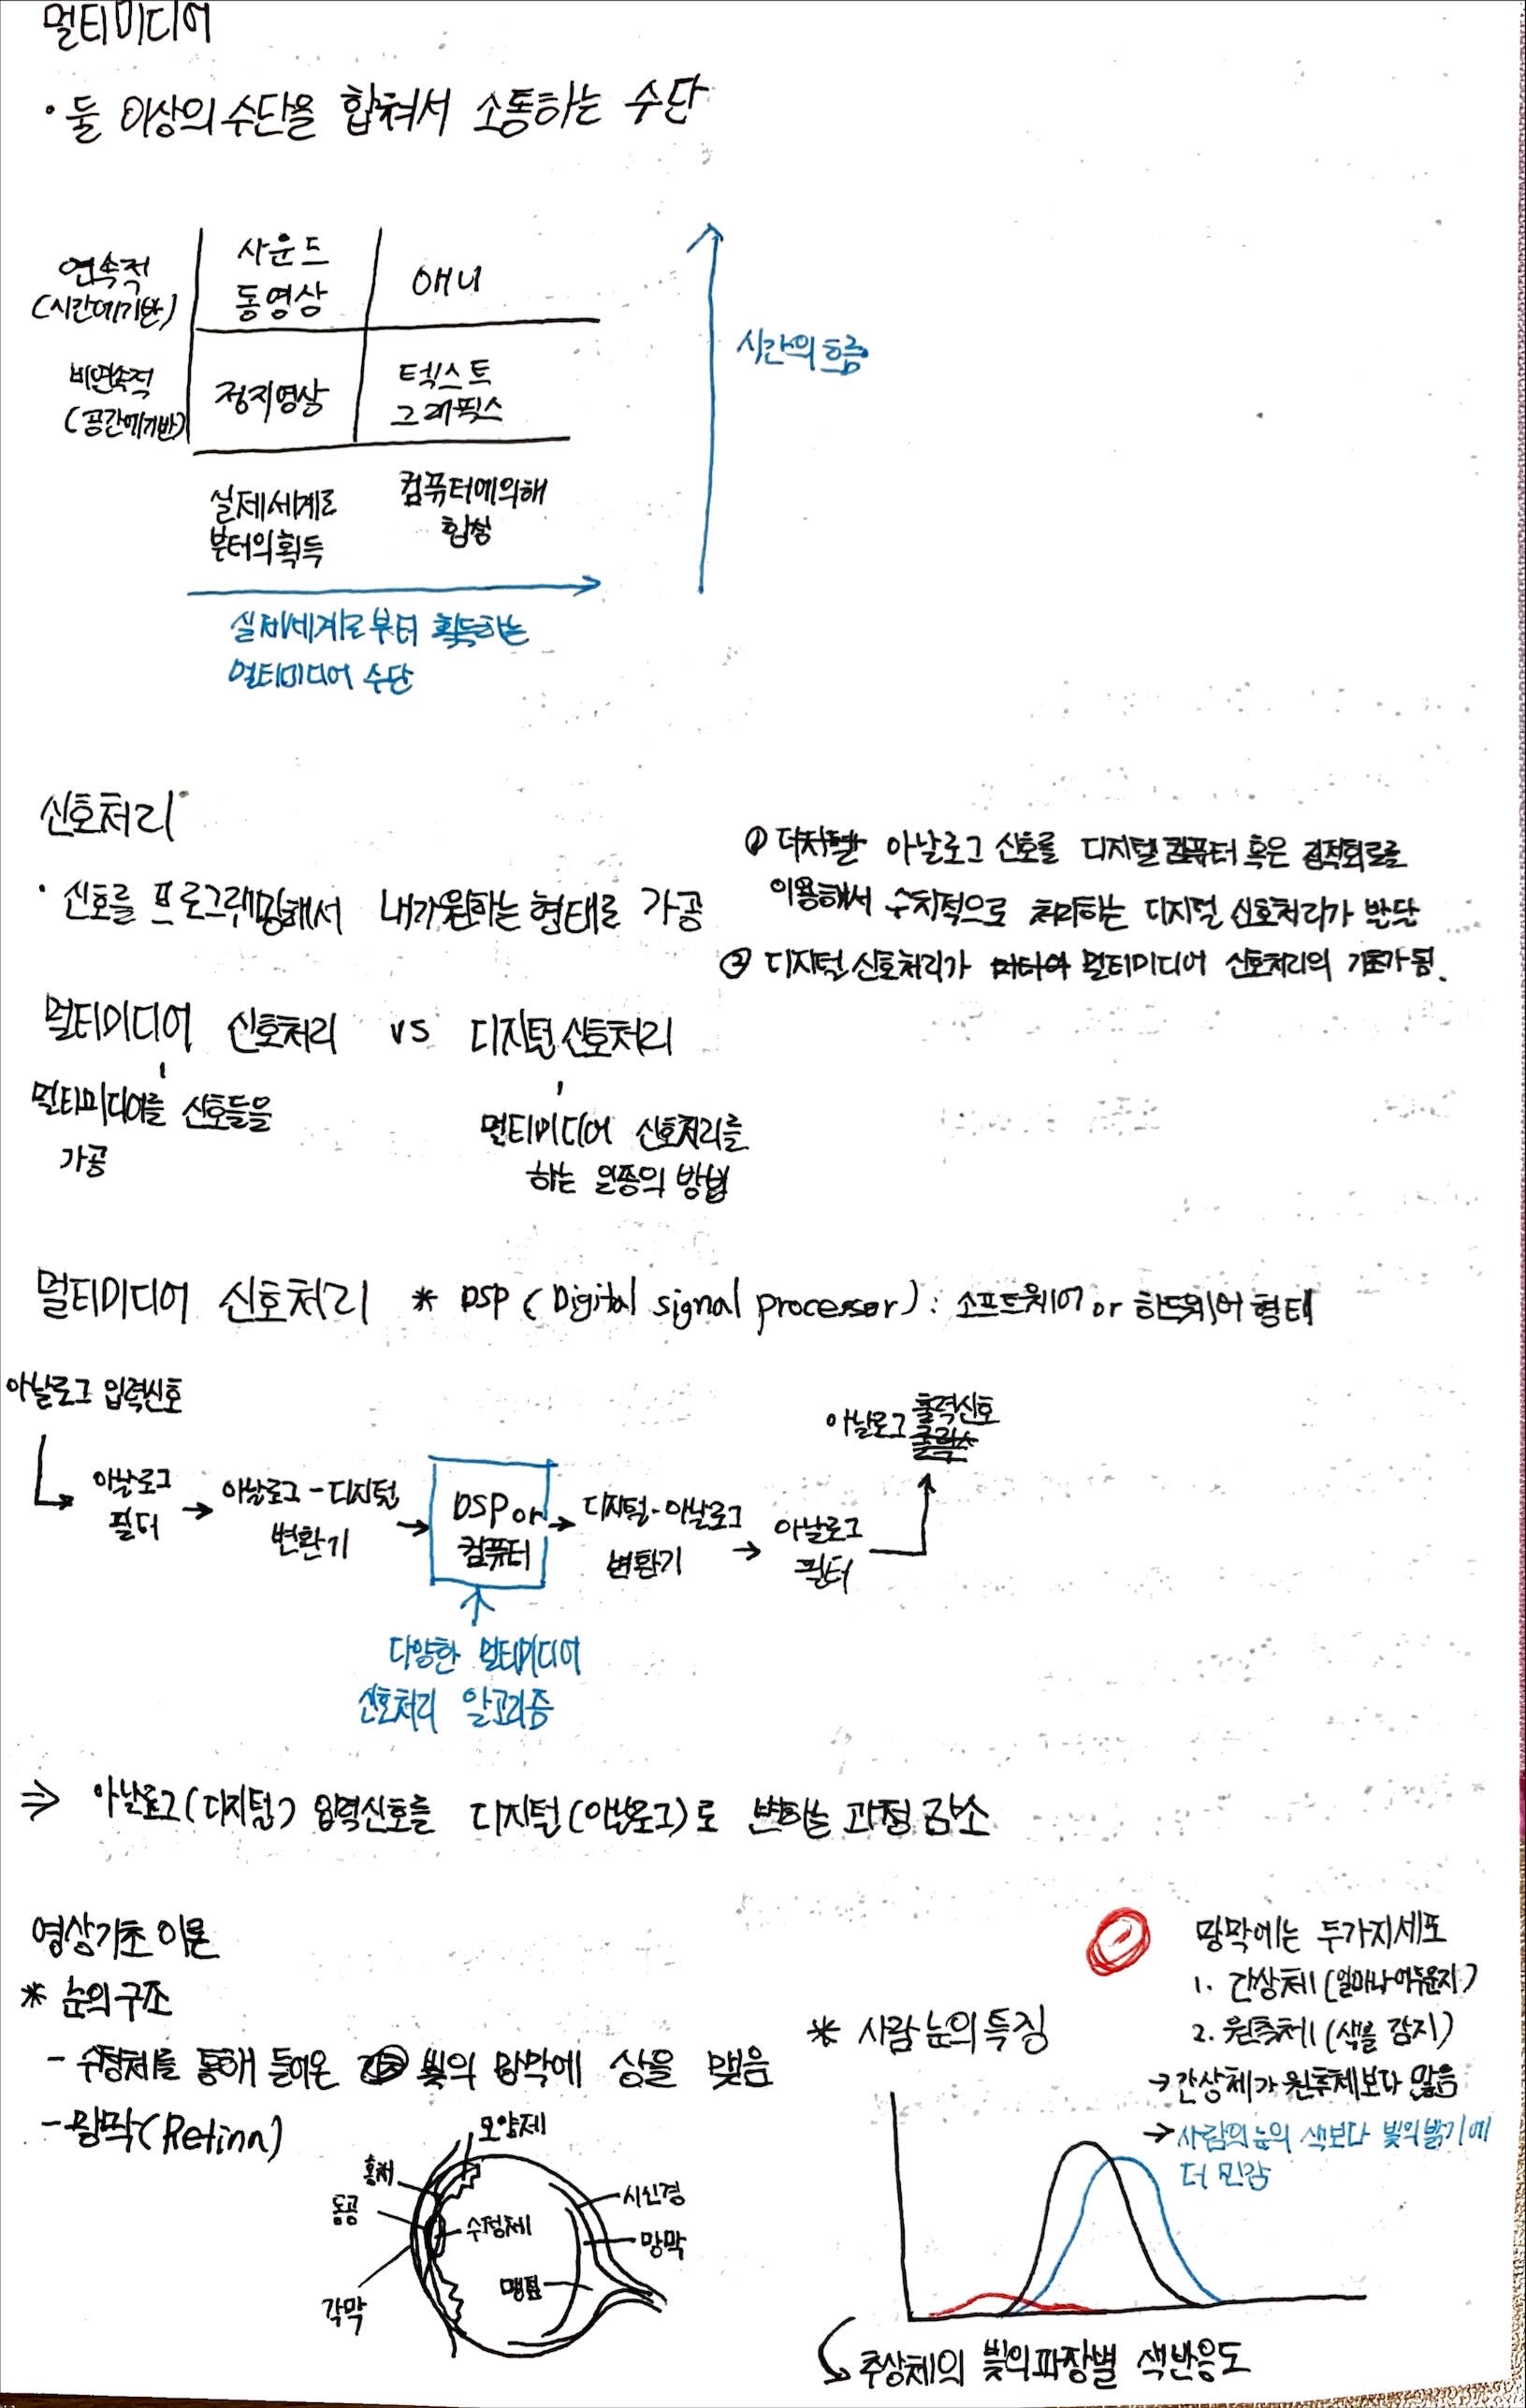 멀티미디어
· 둘 이상의 수단을 합쳐서 소통하는 수단
연속적
(시간에기반)
사운드
동영상
애니
비연속적
(공간에기반)
정지영상
텍스트
그래픽스
실제세계로
부터의획득
컴퓨터에의해
합성
시간의 흐름
실제세계로부터 획득하는
멀티미디어 수단
신호처리
· 신호를 프로그래밍해서 내가원하는 형태로 가공
① 디지털 아날로그 신호를 디지털컴퓨터 혹은 집적회로를
이용해서 수치적으로 처리하는 디지털 신호처리가 발단
② 디지털 신호처리가 멀티미디어 신호처리의 기초가 됨.
멀티미디어 신호처리 vs 디지털 신호처리
멀티미디어를 신호들을
가공
멀티미디어 신호처리를
하는 일종의 방법
멀티미디어 신호처리 * DSP (Digital signal processor) : 소프트웨어 or 하드웨어 형태
아날로그 입력신호
아날로그
필터
→ 아날로그-디지털
변환기
→ DSP or
컴퓨터
→ 디지털-아날로그
변환기
→ 아날로그
필터
아날로그 출력신호
다양한 멀티미디어
신호처리 알고리즘
⇒ 아날로그(디지털) 입력신호를 디지털(아날로그)로 변하는 과정 감소
영상기초이론
* 눈의구조
- 수정체를 통해 들어온 빛의 망막에 상을 맺음
- 망막(Retinn)
모양체
홍채
동공
수정체
각막
시신경
망막
맹점
* 사람 눈의 특징
망막에는 두가지세포
1. 간상체 (얼마나어두운지)
2. 원추체 (색을 감지)
→ 간상체가 원추체보다 많음
→ 사람의눈의 색보다 빛의밝기에
더 민감
추상체의 빛의파장별 색반응도